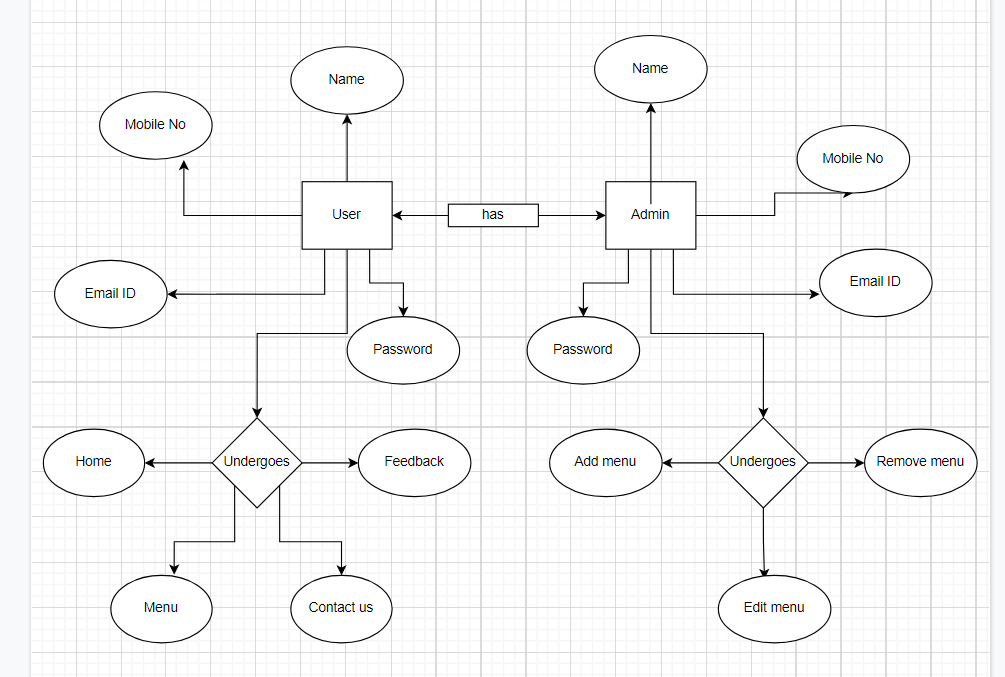 Name
Name
Mobile No
Mobile No
User
has
Admin
Email ID
Email ID
Password
Password
Home
Undergoes
Feedback
Add menu
Undergoes
Remove menu
Menu
Contact us
Edit menu